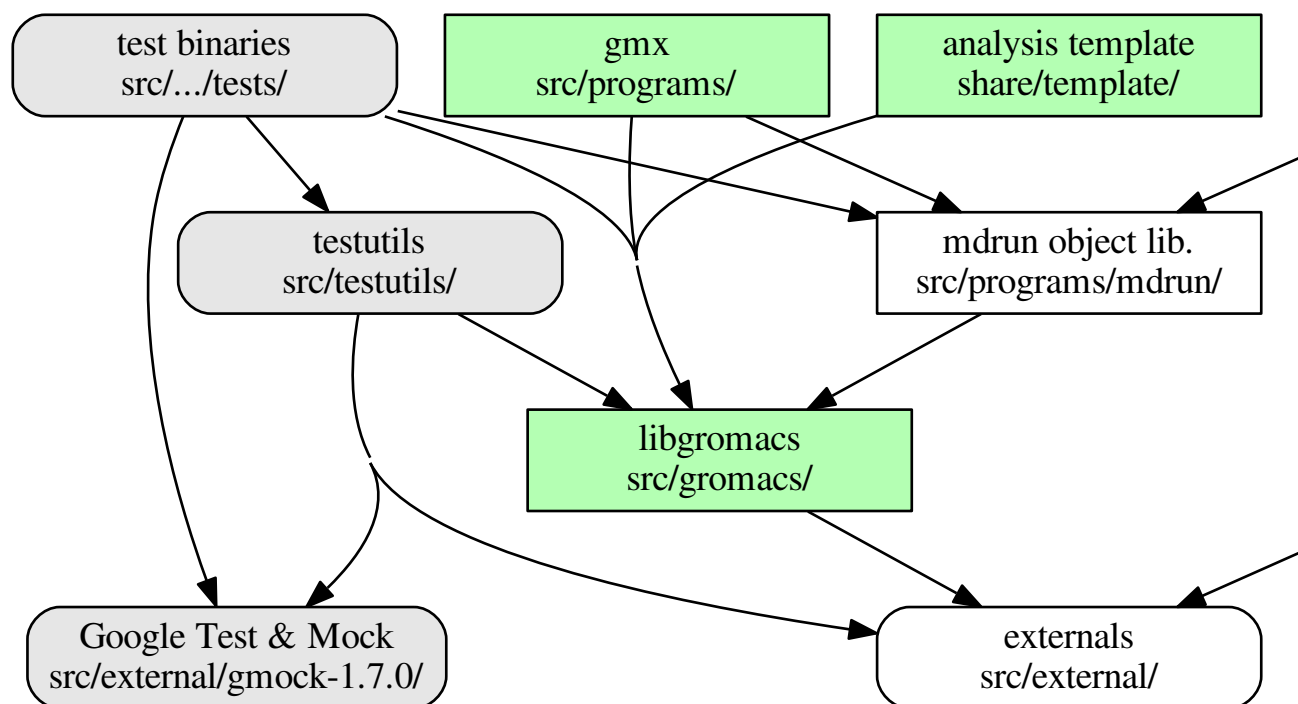 test binaries
src/.../tests/
gmx
src/programs/
analysis template
share/template/
testutils
src/testutils/
mdrun object lib.
src/programs/mdrun/
libgromacs
src/gromacs/
Google Test & Mock
src/external/gmock-1.7.0/
externals
src/external/